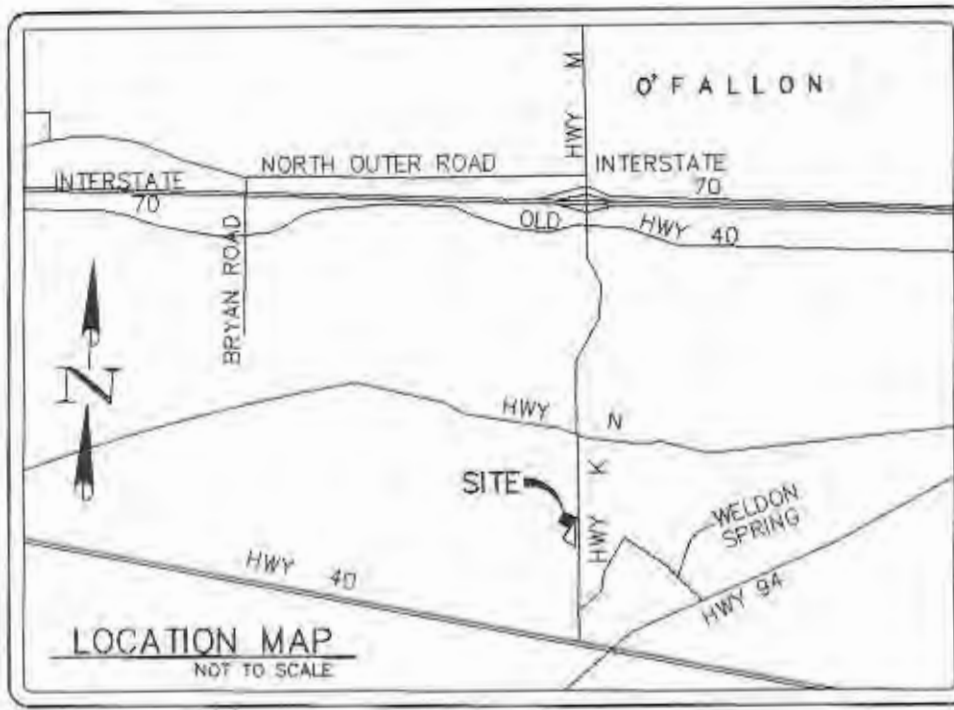 O'FALLON
HWY M
NORTH OUTER ROAD
INTERSTATE
70
INTERSTATE
70
OLD
HWY 40
BRYAN ROAD
N
HWY N
SITE
HWY K
WELDON
SPRING
HWY 40
HWY 94
LOCATION MAP
NOT TO SCALE